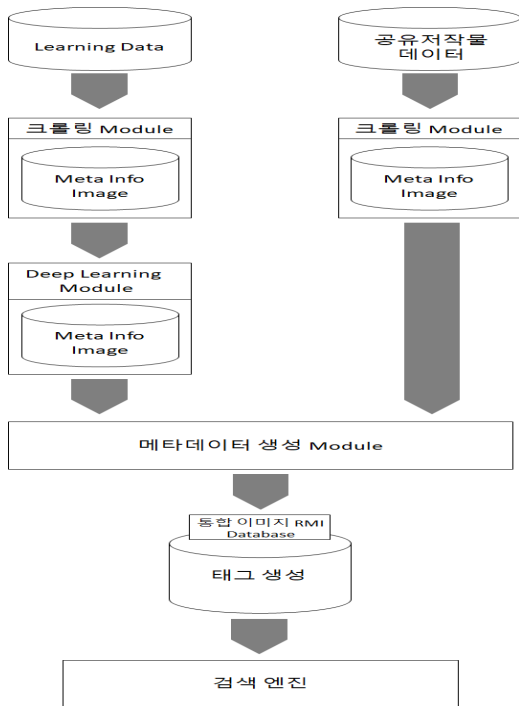 Learning Data
공유저작물
데이터
크롤링 Module
Meta Info
Image
크롤링 Module
Meta Info
Image
Deep Learning
Module
Meta Info
Image
메타데이터 생성 Module
통합 이미지 RMI
Database
태그 생성
검색 엔진